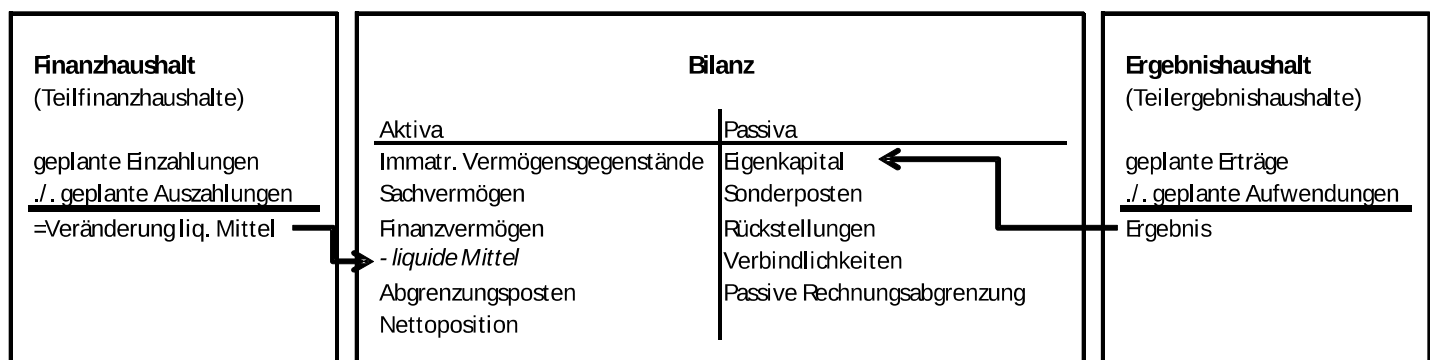 Finanzhaushalt
(Teilfinanzhaushalte)
geplante Einzahlungen
./. geplante Auszahlungen
=Veränderung liq. Mittel
Bilanz
Aktiva
Immatr. Vermögensgegenstände
Sachvermögen
Finanzvermögen
- liquide Mittel
Abgrenzungsposten
Nettoposition
Passiva
Eigenkapital
Sonderposten
Rückstellungen
Verbindlichkeiten
Passive Rechnungsabgrenzung
Ergebnishaushalt
(Teilergebnishaushalte)
geplante Erträge
./. geplante Aufwendungen
Ergebnis